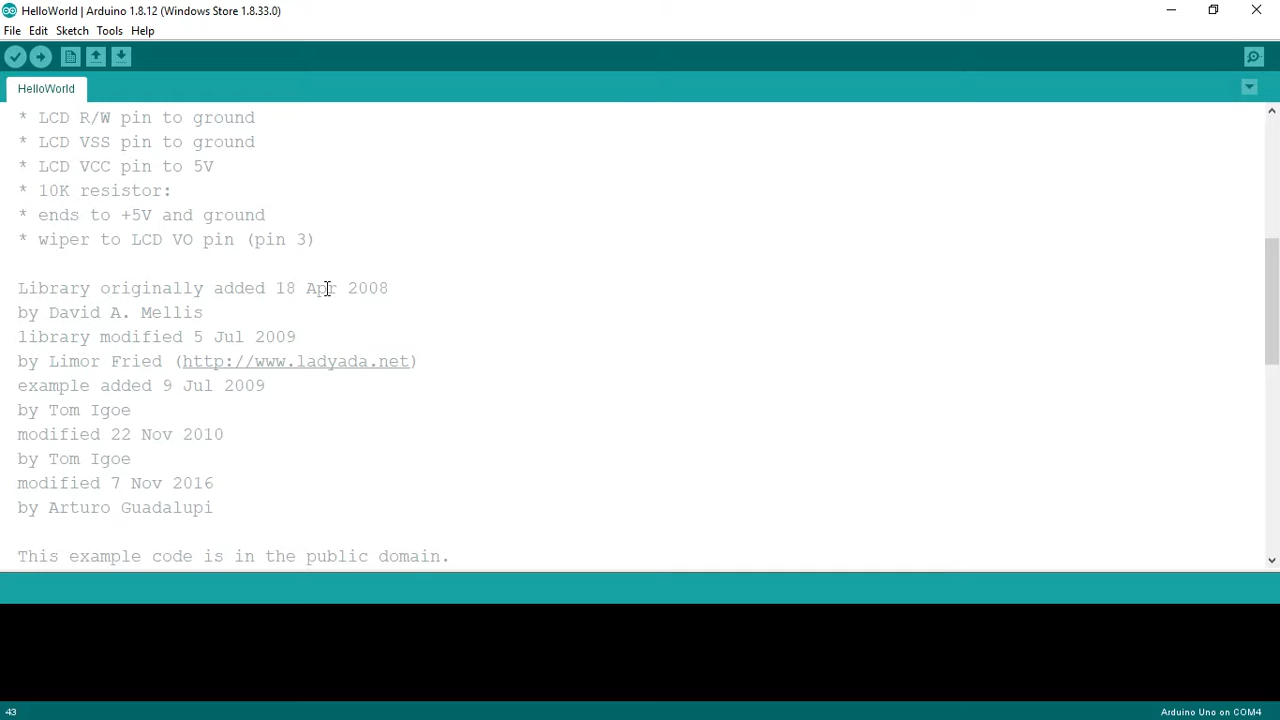 HelloWorld | Arduino 1.8.12 (Windows Store 1.8.33.0)
File Edit Sketch Tools Help
HelloWorld
* LCD R/W pin to ground
* LCD VSS pin to ground
* LCD VCC pin to 5V
* 10K resistor:
* ends to +5V and ground
* wiper to LCD VO pin (pin 3)
Library originally added 18 Apr 2008
by David A. Mellis
library modified 5 Jul 2009
by Limor Fried (http://www.ladyada.net)
example added 9 Jul 2009
by Tom Igoe
modified 22 Nov 2010
by Tom Igoe
modified 7 Nov 2016
by Arturo Guadalupi
This example code is in the public domain.
43 Arduino Uno on COM4